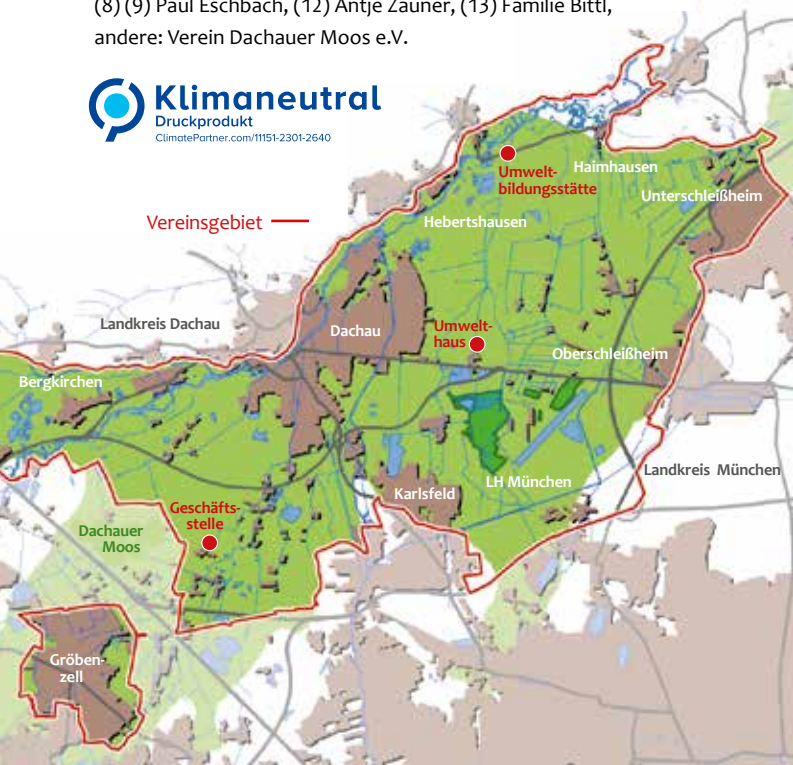 (8) (9) Paul Eschbach, (12) Antje Zauner, (13) Familie Bittl,
andere: Verein Dachauer Moos e.V.
Klimaneutral
Druckprodukt
ClimatePartner.com/11151-2301-2640
Umwelt-
bildungsstätte
Haimhausen
Unterschleißheim
Vereinsgebiet
Hebertshausen
Landkreis Dachau
Dachau
Umwelt-
haus
Oberschleißheim
Bergkirchen
Landkreis München
LH München
Karlsfeld
Geschäfts-
stelle
Dachauer
Moos
Gröben-
zell